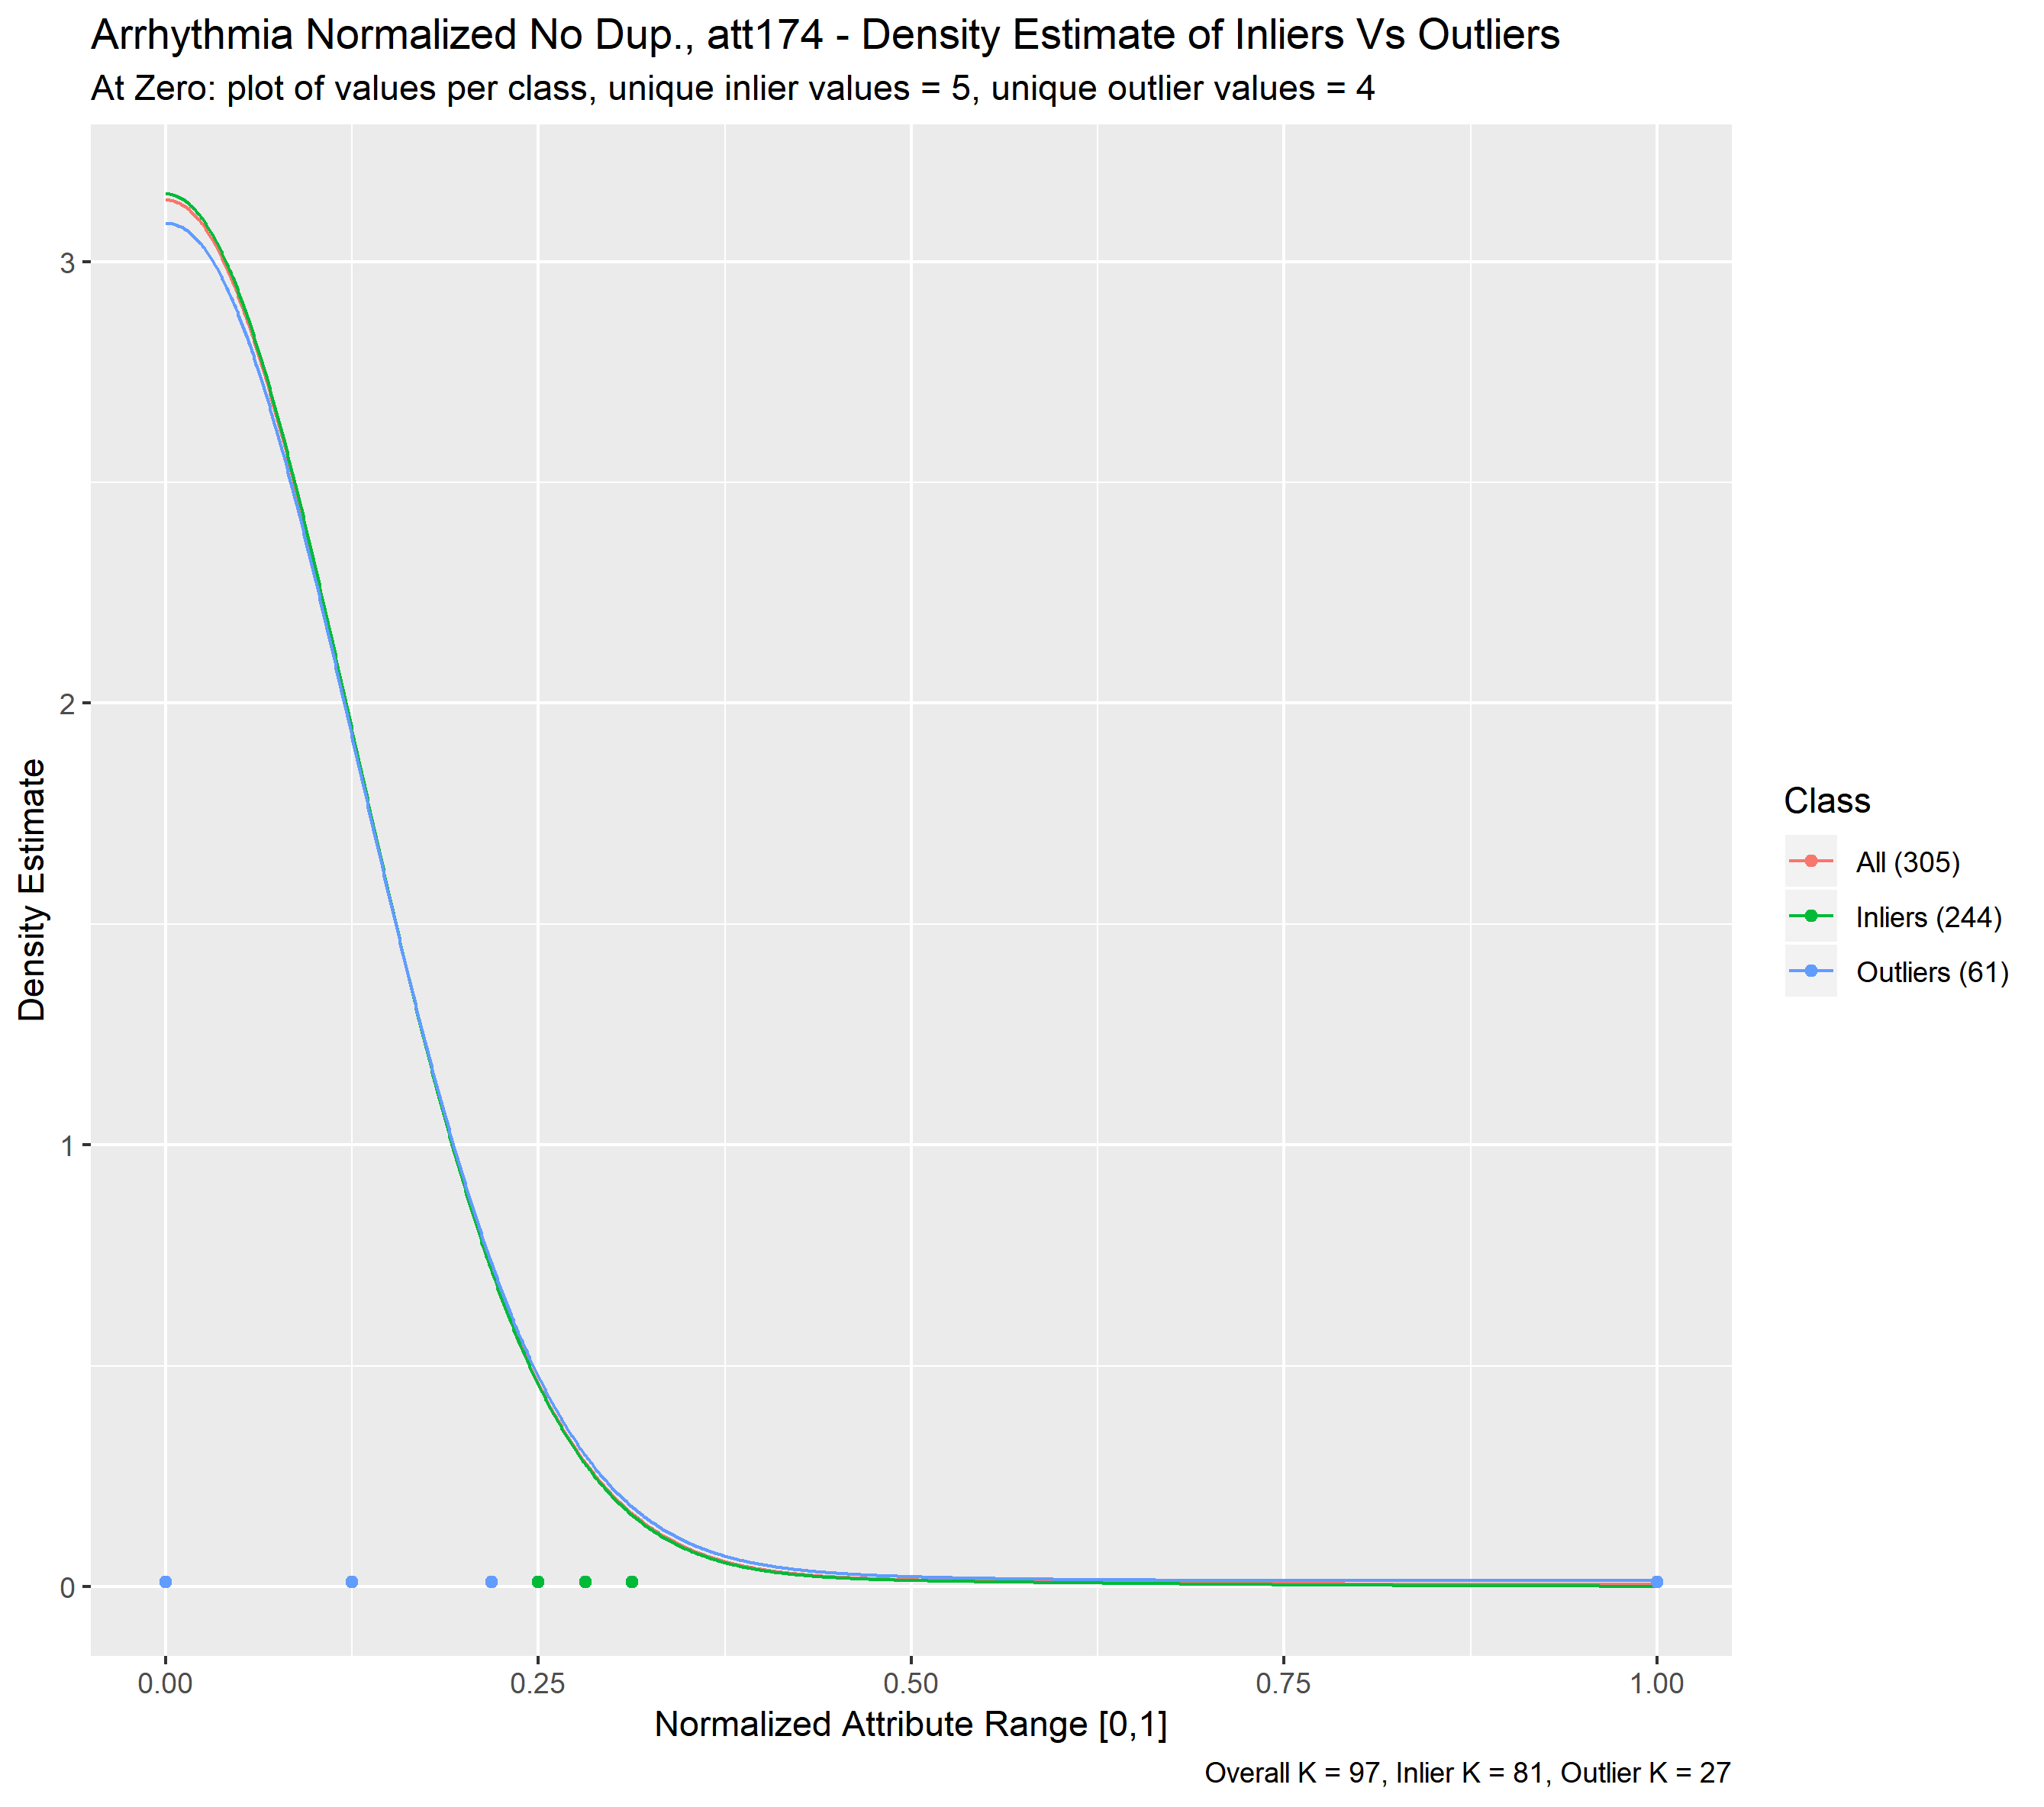 Arrhythmia Normalized No Dup., att174 - Density Estimate of Inliers Vs Outliers
At Zero: plot of values per class, unique inlier values = 5, unique outlier values = 4
Density Estimate
3
2
1
0
0.00
0.25
0.50
0.75
1.00
Normalized Attribute Range [0,1]
Class
All (305)
Inliers (244)
Outliers (61)
Overall K = 97, Inlier K = 81, Outlier K = 27